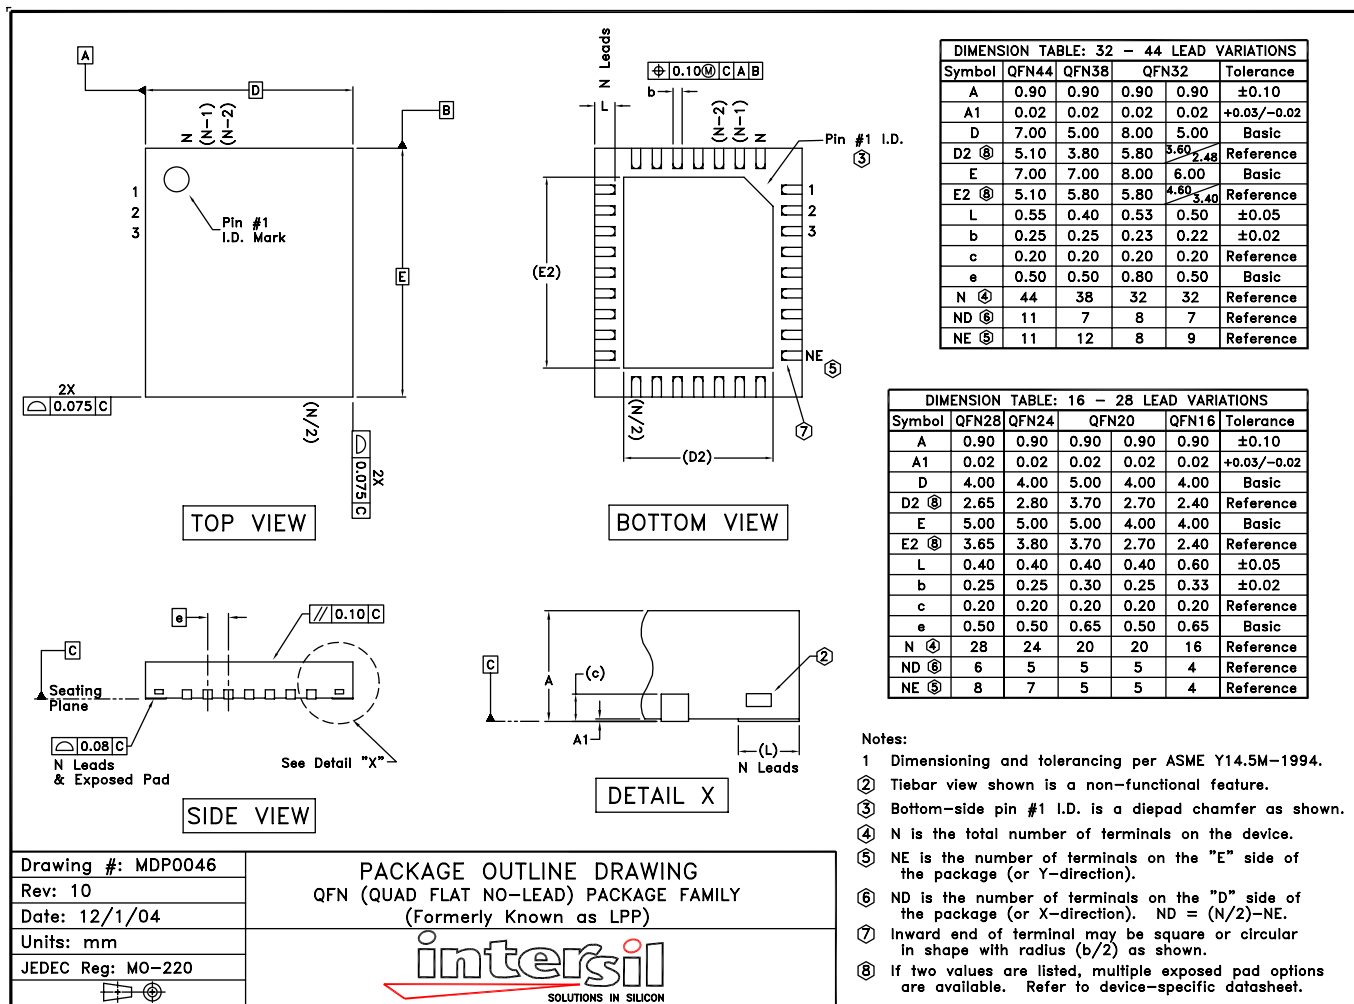 A
D
B
N
(N-1)
(N-2)
1
2
3
Pin #1
I.D. Mark
E
2X
0.075 C
(N/2)
2X
0.075 C
TOP VIEW
N Leads
L
0.10 Ⓜ C A B
b
(N-2)
(N-1)
N
Pin #1 I.D.
3
1
2
3
(E2)
NE
5
(N/2)
7
(D2)
BOTTOM VIEW
e
// 0.10 C
C
Seating
Plane
0.08 C
N Leads
& Exposed Pad
See Detail "X"
SIDE VIEW
C
A
(c)
2
A1
(L)
N Leads
DETAIL X
DIMENSION TABLE: 32 - 44 LEAD VARIATIONS
Symbol QFN44 QFN38 QFN32 Tolerance
A 0.90 0.90 0.90 0.90 ±0.10
A1 0.02 0.02 0.02 0.02 +0.03/-0.02
D 7.00 5.00 8.00 5.00 Basic
D2 8 5.10 3.80 5.80 3.60/2.48 Reference
E 7.00 7.00 8.00 6.00 Basic
E2 8 5.10 5.80 5.80 4.60/3.40 Reference
L 0.55 0.40 0.53 0.50 ±0.05
b 0.25 0.25 0.23 0.22 ±0.02
c 0.20 0.20 0.20 0.20 Reference
e 0.50 0.50 0.80 0.50 Basic
N 4 44 38 32 32 Reference
ND 6 11 7 8 7 Reference
NE 5 11 12 8 9 Reference
DIMENSION TABLE: 16 - 28 LEAD VARIATIONS
Symbol QFN28 QFN24 QFN20 QFN16 Tolerance
A 0.90 0.90 0.90 0.90 0.90 ±0.10
A1 0.02 0.02 0.02 0.02 0.02 +0.03/-0.02
D 4.00 4.00 5.00 4.00 4.00 Basic
D2 8 2.65 2.80 3.70 2.70 2.40 Reference
E 5.00 5.00 5.00 4.00 4.00 Basic
E2 8 3.65 3.80 3.70 2.70 2.40 Reference
L 0.40 0.40 0.40 0.40 0.60 ±0.05
b 0.25 0.25 0.30 0.25 0.33 ±0.02
c 0.20 0.20 0.20 0.20 0.20 Reference
e 0.50 0.50 0.65 0.50 0.65 Basic
N 4 28 24 20 20 16 Reference
ND 6 6 5 5 5 4 Reference
NE 5 8 7 5 5 4 Reference
Notes:
1 Dimensioning and tolerancing per ASME Y14.5M-1994.
2 Tiebar view shown is a non-functional feature.
3 Bottom-side pin #1 I.D. is a diepad chamfer as shown.
4 N is the total number of terminals on the device.
5 NE is the number of terminals on the "E" side of
the package (or Y-direction).
6 ND is the number of terminals on the "D" side of
the package (or X-direction). ND = (N/2)-NE.
7 Inward end of terminal may be square or circular
in shape with radius (b/2) as shown.
8 If two values are listed, multiple exposed pad options
are available. Refer to device-specific datasheet.
Drawing #: MDP0046
Rev: 10
Date: 12/1/04
Units: mm
JEDEC Reg: MO-220
PACKAGE OUTLINE DRAWING
QFN (QUAD FLAT NO-LEAD) PACKAGE FAMILY
(Formerly Known as LPP)
intersil
SOLUTIONS IN SILICON